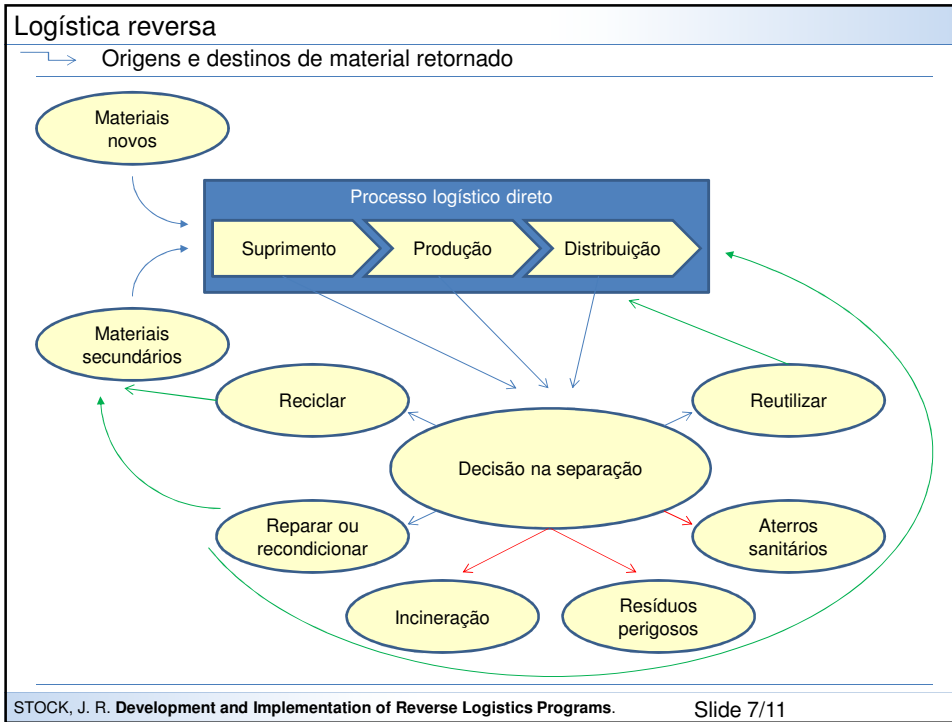 Logística reversa
Origens e destinos de material retornado
Materiais
novos
Processo logístico direto
Suprimento
Produção
Distribuição
Materiais
secundários
Reciclar
Reutilizar
Decisão na separação
Reparar ou
recondicionar
Aterros
sanitários
Incineração
Resíduos
perigosos
STOCK, J. R. Development and Implementation of Reverse Logistics Programs.
Slide 7/11